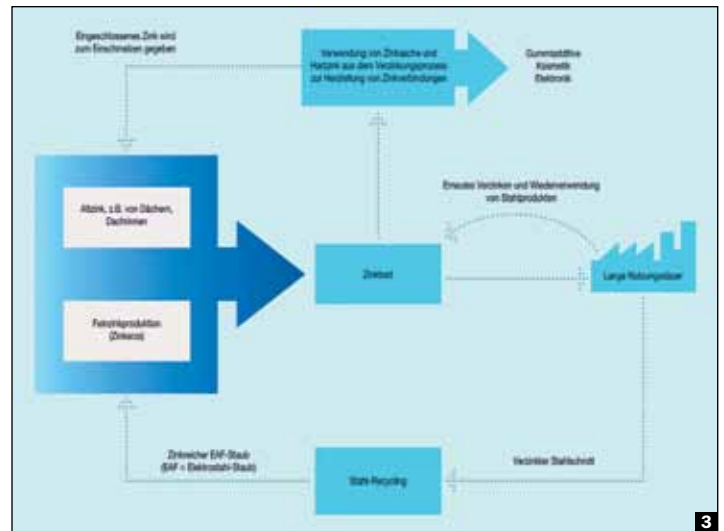 Eingeschlossenes Zink wird
zum Einschmelzen gegeben
Verwendung von Zinkasche und
Hartzink aus dem Verzinkungsprozess
zur Herstellung von Zinkverbindungen
Gummiadditive
Kosmetik
Elektronik
Altzink, z.B. von Dächern,
Dachrinnen
Erneutes Verzinken und Wiederverwendung
von Stahlprodukten
Zinkbad
Lange Nutzungsdauer
Feinzinkproduktion
(Zinkerze)
Zinkreicher EAF-Staub
(EAF = Elektrostahl-Staub)
Stahl-Recycling
Verzinkter Stahlschrott
3